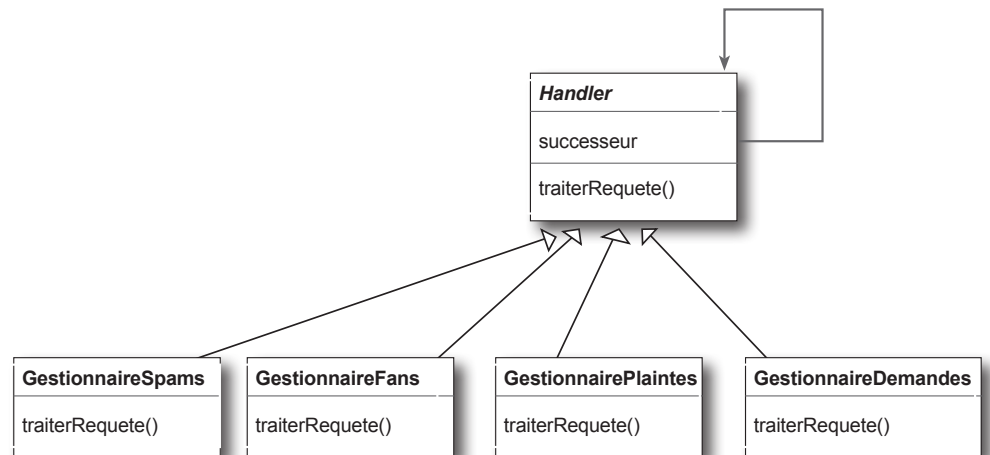 Handler
successeur
traiterRequete()
GestionnaireSpams
traiterRequete()
GestionnaireFans
traiterRequete()
GestionnairePlaintes
traiterRequete()
GestionnaireDemandes
traiterRequete()